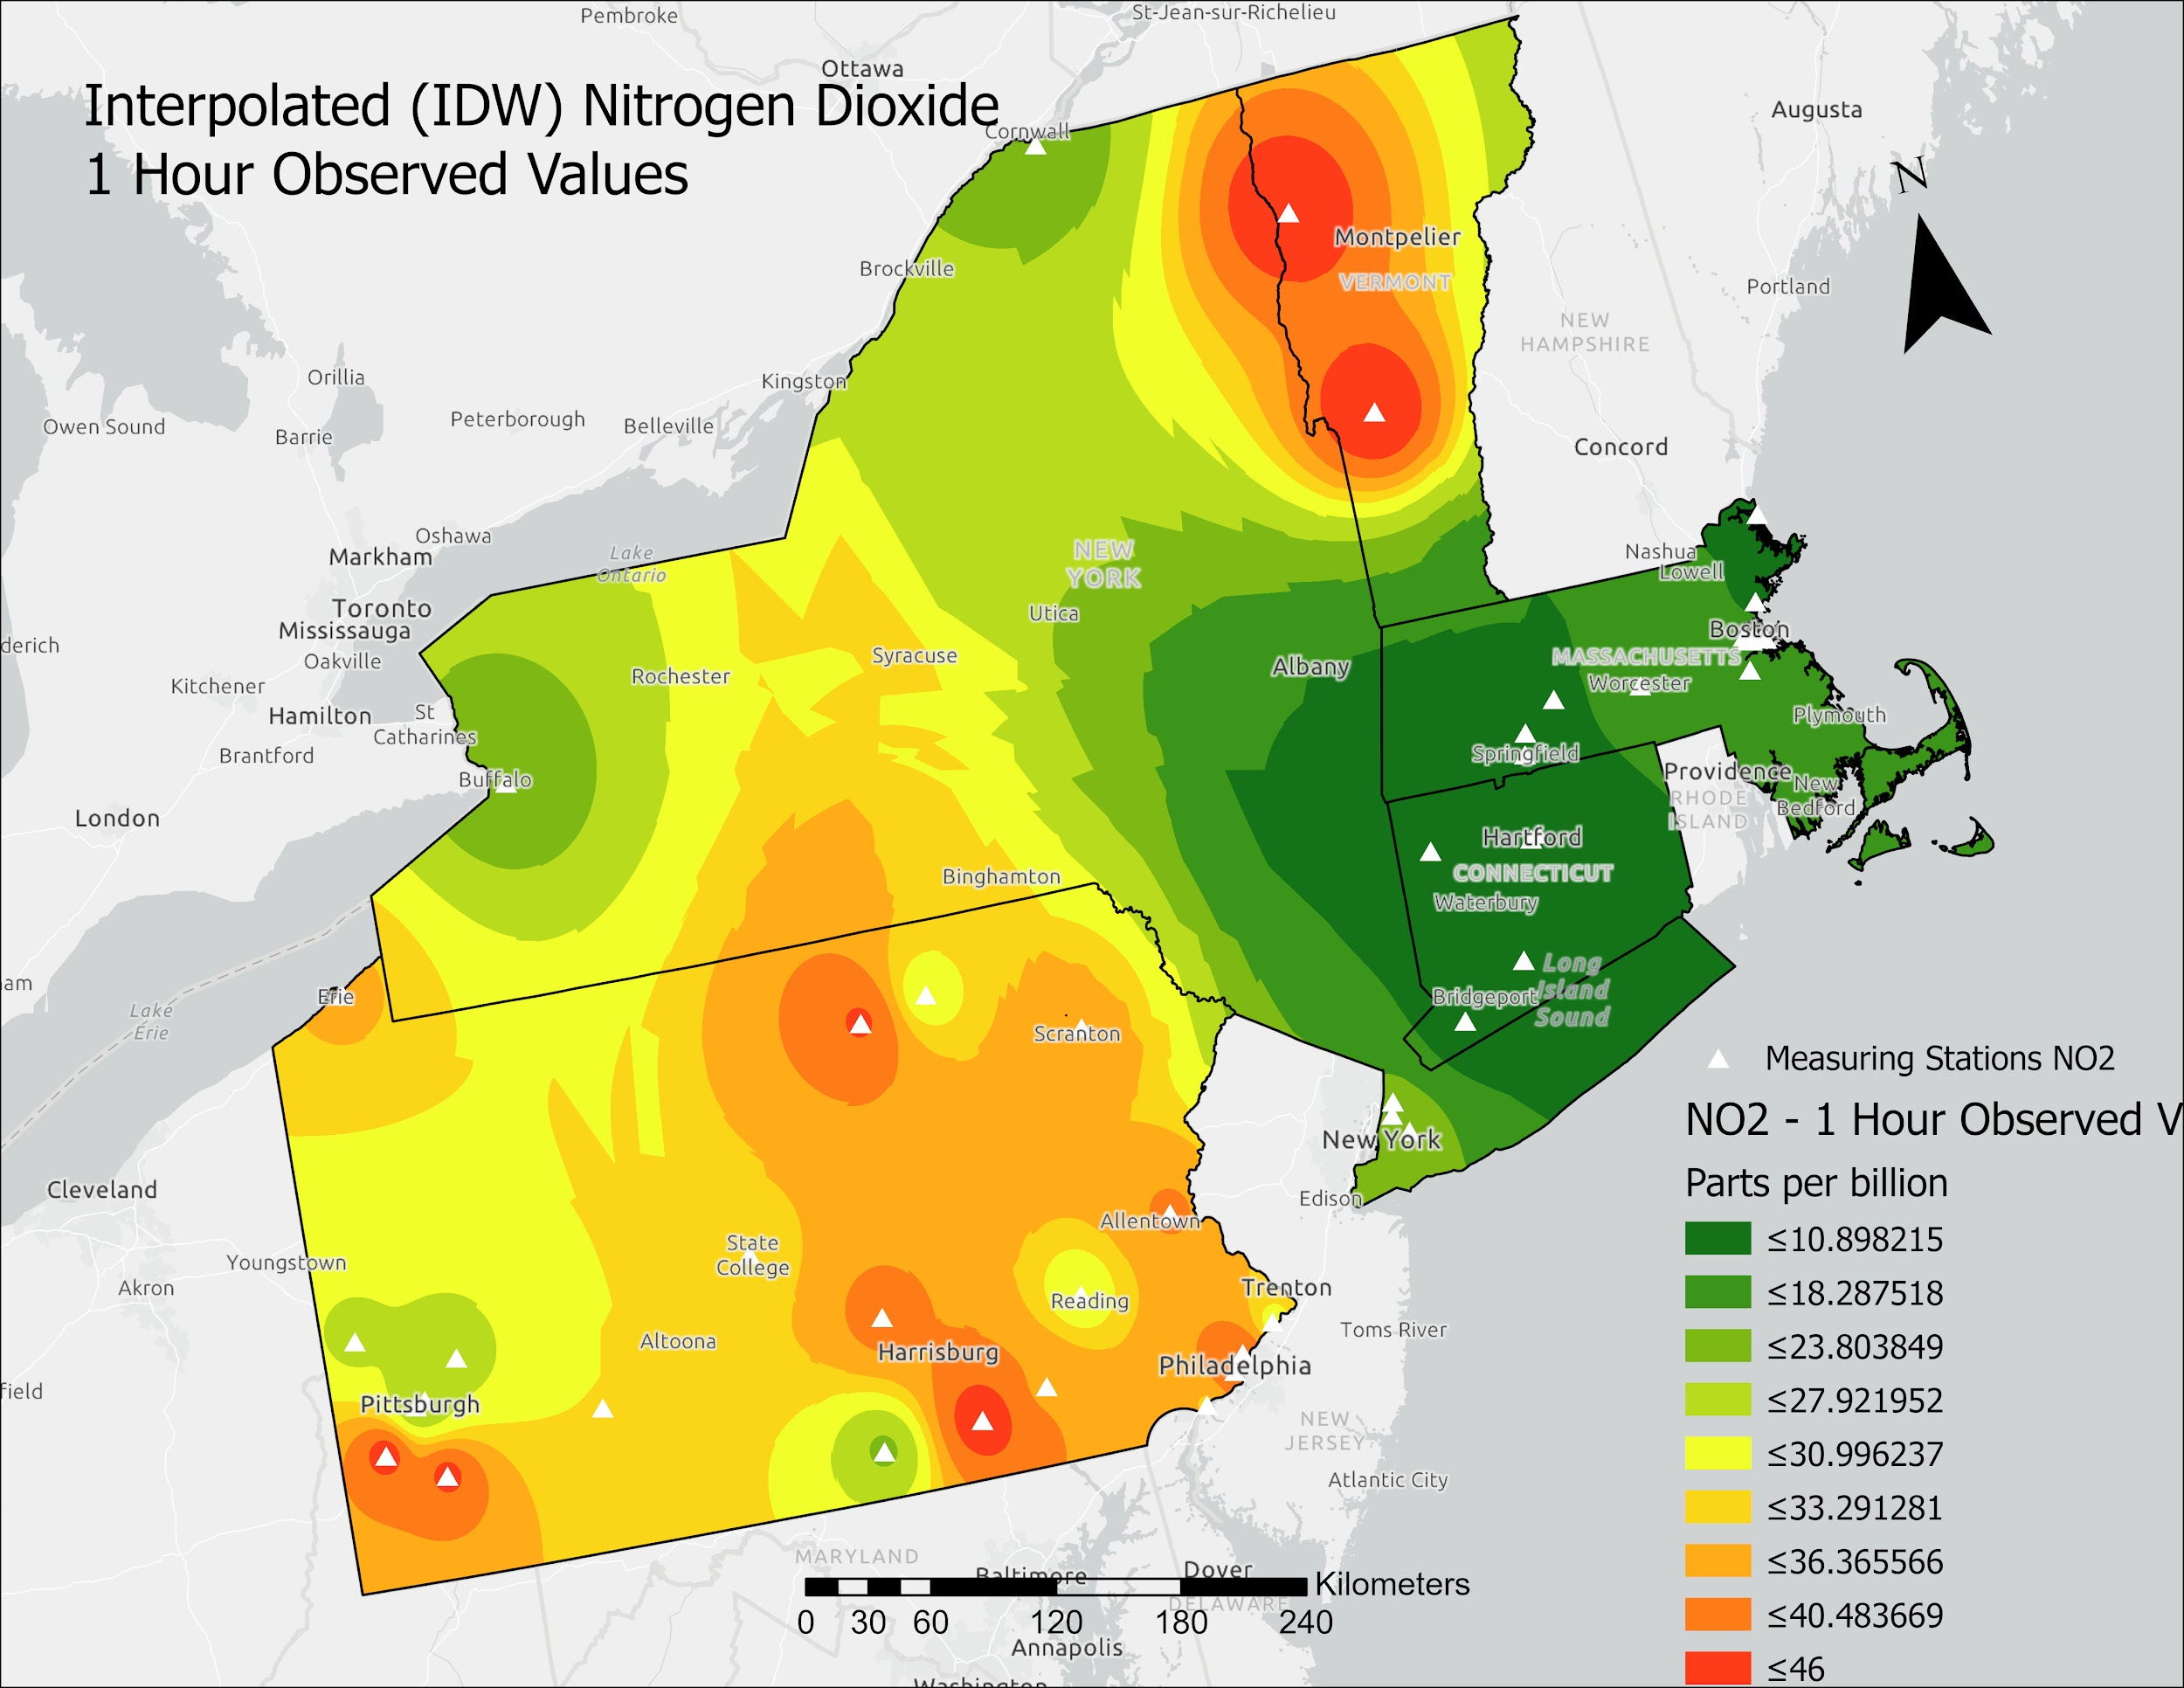 Pembroke
St-Jean-sur-Richelieu
Ottawa
Interpolated (IDW) Nitrogen Dioxide
1 Hour Observed Values
Cornwall
Augusta
N
Montpelier
VERMONT
Brockville
Portland
NEW
HAMPSHIRE
Orillia
Kingston
Owen Sound
Barrie
Peterborough
Belleville
Concord
Oshawa
Markham
Lake
Ontario
NEW
YORK
Nashua
Lowell
Toronto
Mississauga
Utica
Boston
derich
Oakville
Syracuse
Albany
MASSACHUSETTS
Kitchener
Rochester
Worcester
Hamilton
St
Catharines
Plymouth
Brantford
Springfield
Buffalo
Providence
New
Bedford
RHODE
ISLAND
London
Hartford
Binghamton
CONNECTICUT
Waterbury
am
Erie
Long
Island
Sound
Bridgeport
Lake
Erie
Scranton
Measuring Stations NO2
NO2 - 1 Hour Observed V
New York
Parts per billion
Cleveland
Edison
Allentown
≤10.898215
Youngstown
State
College
Akron
Trenton
≤18.287518
Reading
Toms River
Altoona
Harrisburg
Philadelphia
≤23.803849
field
Pittsburgh
≤27.921952
NEW
JERSEY
≤30.996237
Atlantic City
≤33.291281
MARYLAND
Baltimore
Dover
≤36.365566
Kilometers
DELAWARE
0 30 60 120 180 240
≤40.483669
Annapolis
≤46
Washington